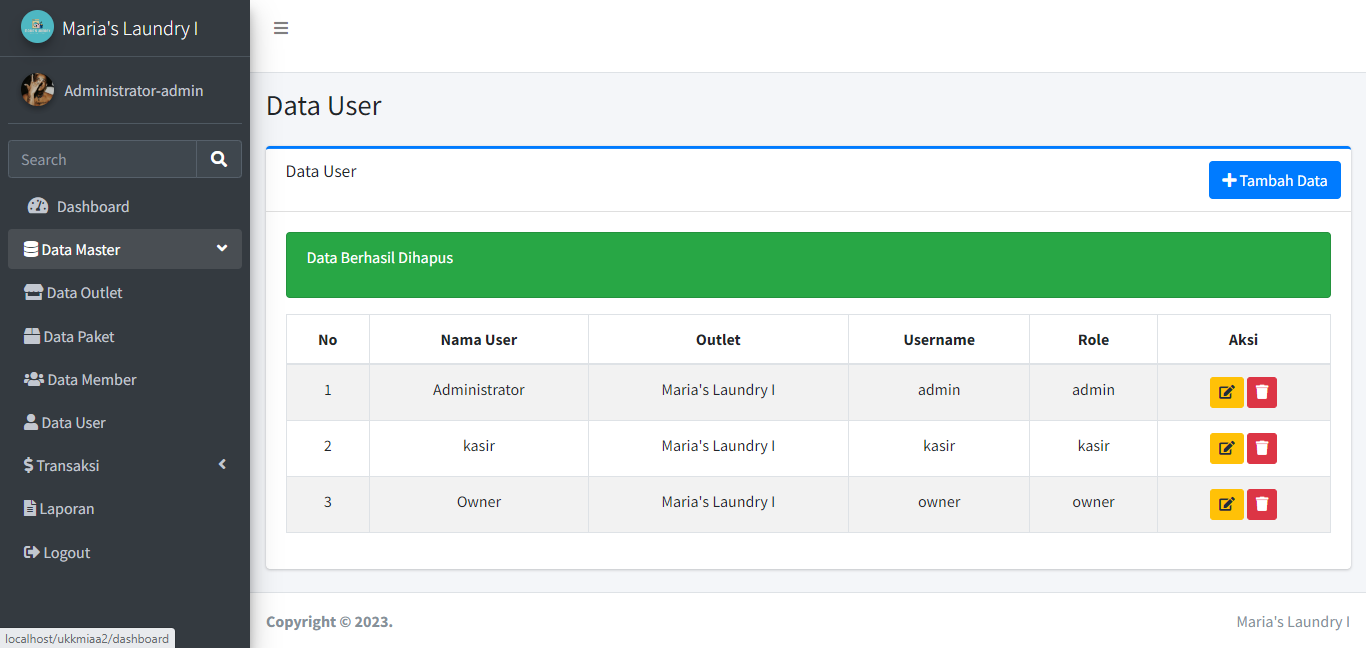 Maria's Laundry I
Administrator-admin
Search
Dashboard
Data Master
Data Outlet
Data Paket
Data Member
Data User
Transaksi
Laporan
Logout
localhost/ukkmiaa2/dashboard
Data User
Data User
Tambah Data
Data Berhasil Dihapus
No Nama User Outlet Username Role Aksi
1 Administrator Maria's Laundry I admin admin
2 kasir Maria's Laundry I kasir kasir
3 Owner Maria's Laundry I owner owner
Copyright © 2023. Maria's Laundry I